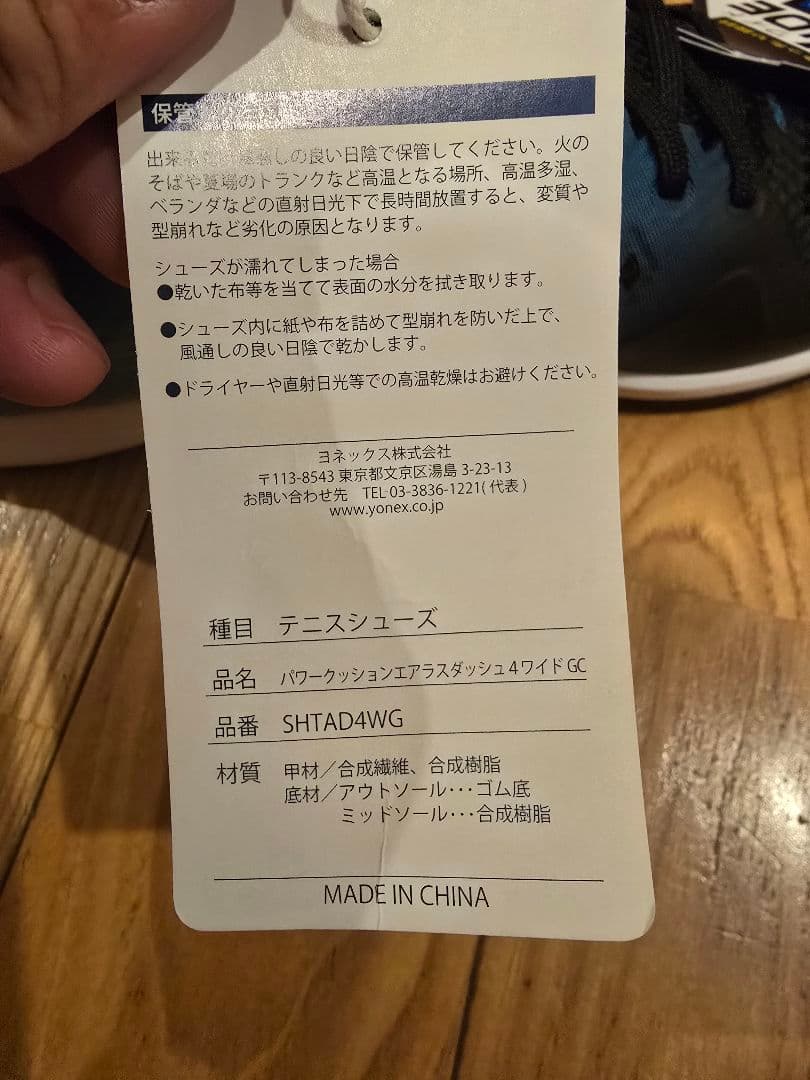 保管
出来
しの良い日陰で保管してください。火の
そばや夏場のトランクなど高温となる場所、高温多湿、
ベランダなどの直射日光下で長時間放置すると、変質や
型崩れなど劣化の原因となります。
シューズが濡れてしまった場合
●乾いた布等を当てて表面の水分を拭き取ります。
●シューズ内に紙や布を詰めて型崩れを防いだ上で、
風通しの良い日陰で乾かします。
●ドライヤーや直射日光等での高温乾燥はお避けください。
ヨネックス株式会社
〒113-8543 東京都文京区湯島 3-23-13
お問い合わせ先 TEL 03-3836-1221(代表)
www.yonex.co.jp
種目 テニスシューズ
品名 パワークッションエアラスダッシュ4ワイドGC
品番 SHTAD4WG
材質 甲材／合成繊維、合成樹脂
底材／アウトソール･･･ゴム底
ミッドソール･･･合成樹脂
MADE IN CHINA